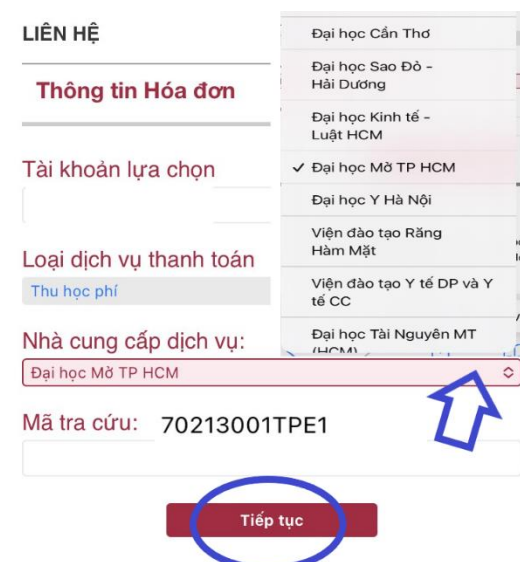 LIÊN HỆ
Thông tin Hóa đơn
Tài khoản lựa chọn
Loại dịch vụ thanh toán
Thu học phí
Nhà cung cấp dịch vụ:
Đại học Mở TP HCM
Mã tra cứu: 70213001TPE1
Tiếp tục
Đại học Cần Thơ
Đại học Sao Đỏ -
Hải Dương
Đại học Kinh tế -
Luật HCM
✓ Đại học Mở TP HCM
Đại học Y Hà Nội
Viện đào tạo Răng
Hàm Mặt
Viện đào tạo Y tế DP và Y
tế CC
Đại học Tài Nguyên MT
(HCM)